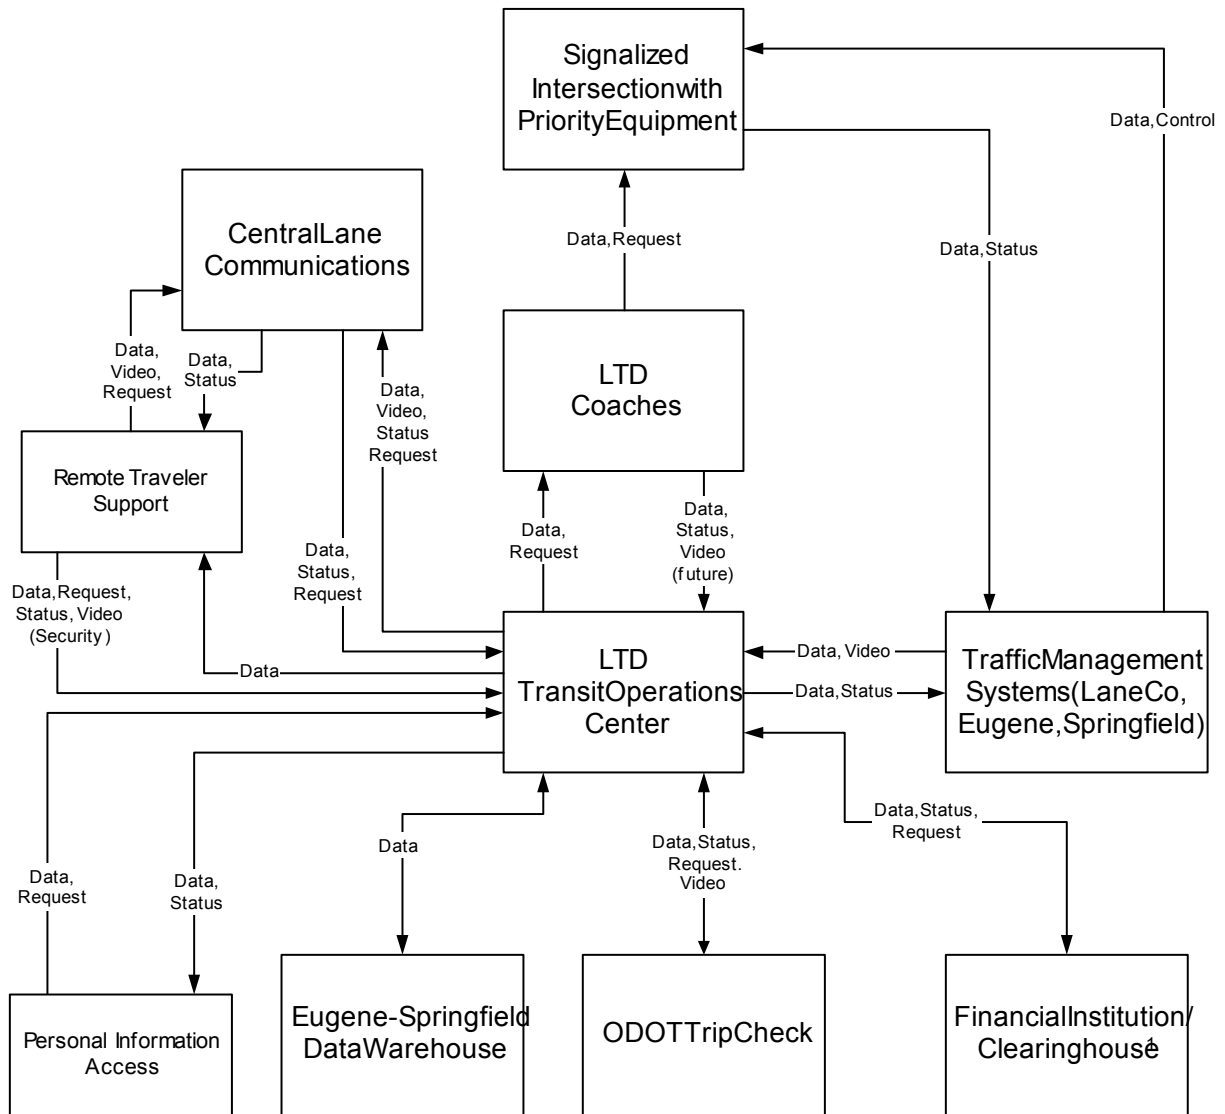 Signalized
Intersectionwith
PriorityEquipment
Data,Control
CentralLane
Communications
Data,Request
Data,Status
Data,
Video,
Request
Data,
Status
LTD
Coaches
Data,
Video,
Status
Request
Remote Traveler
Support
Data,
Request
Data,
Status,
Video
(future)
Data,
Status,
Request
Data,Request,
Status,Video
(Security)
Data
LTD
TransitOperations
Center
Data,Video
Data,Status
TrafficManagement
Systems(LaneCo,
Eugene,Springfield)
Data,
Request
Data,
Status
Data
Data,Status,
Request.
Video
Data,Status,
Request
Personal Information
Access
Eugene-Springfield
DataWarehouse
ODOTTripCheck
FinancialInstitution/
Clearinghouse1